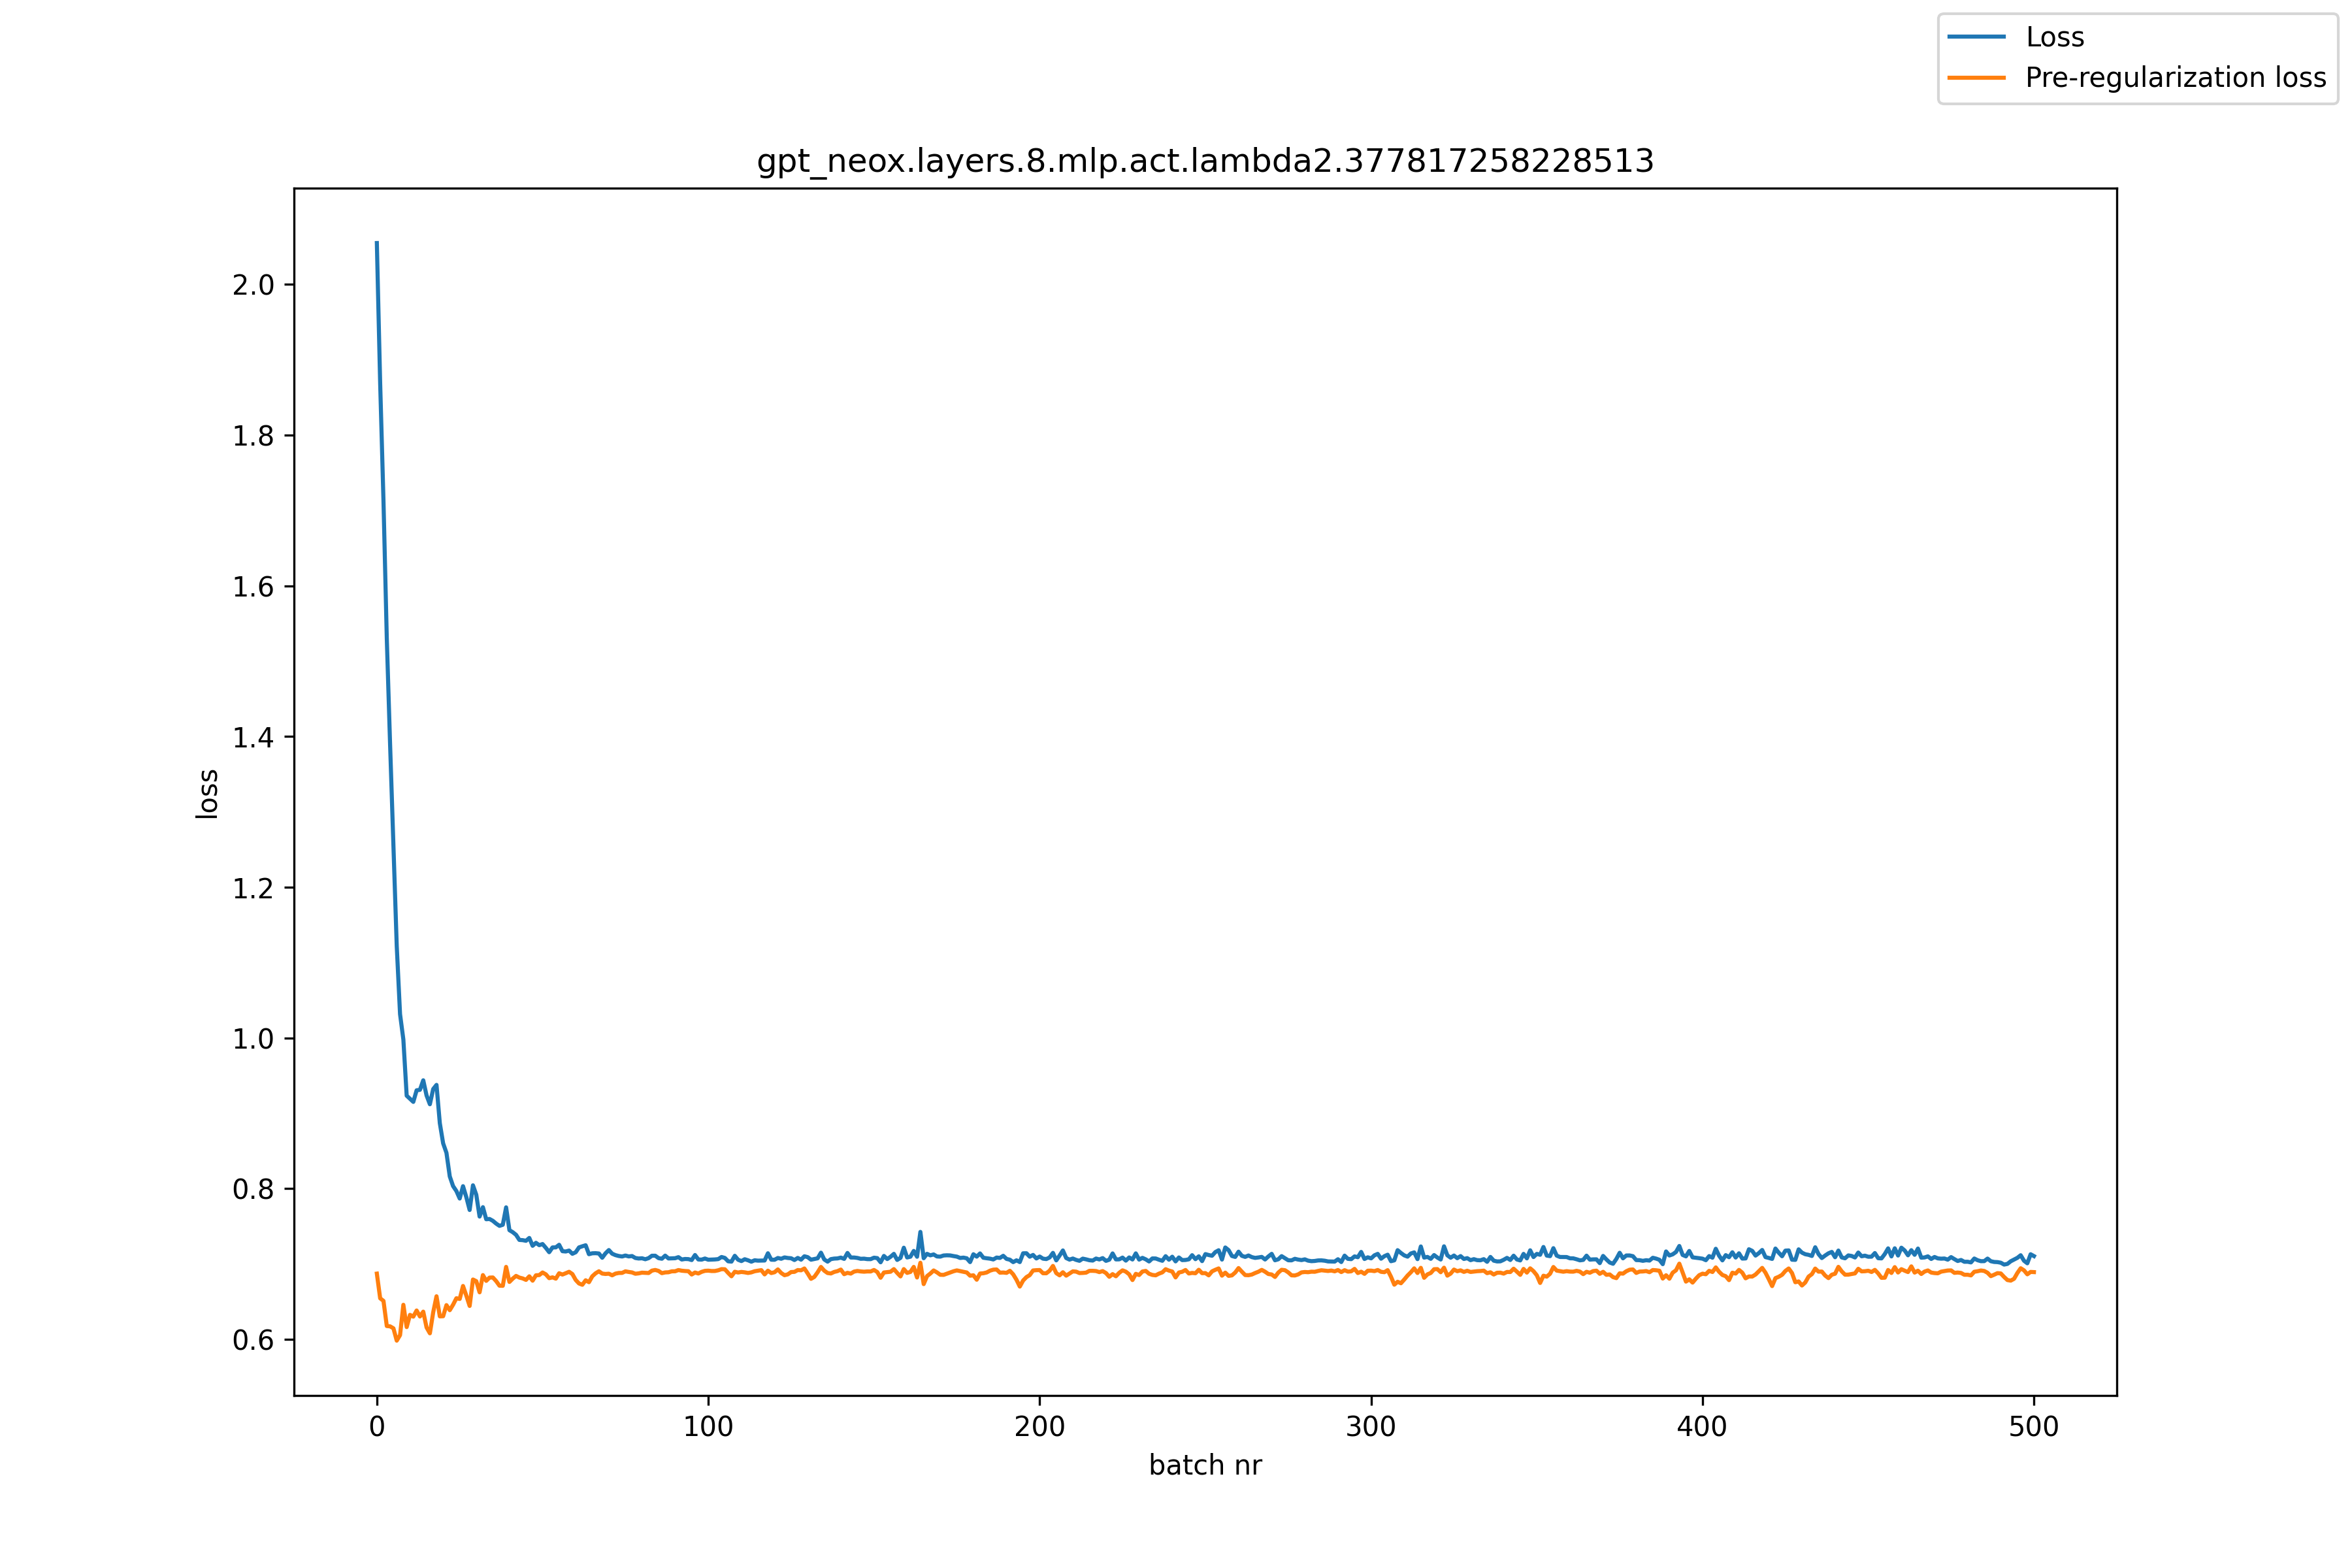 Loss
Pre-regularization loss
gpt_neox.layers.8.mlp.act.lambda2.377817258228513
2.0
1.8
1.6
1.4
1.2
1.0
0.8
0.6
loss
0 100 200 300 400 500
batch nr